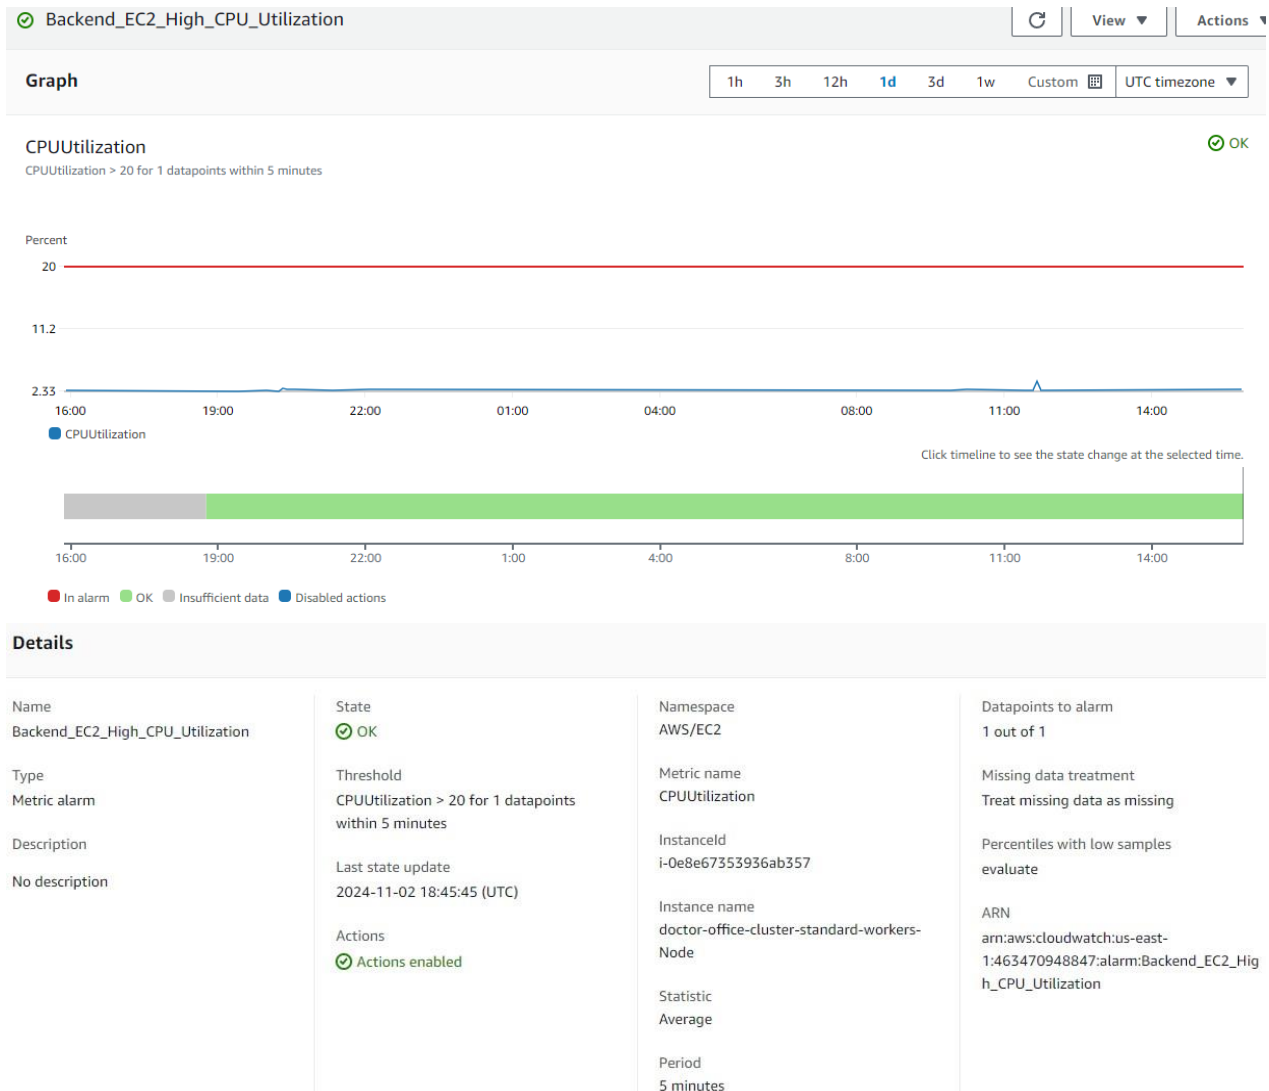 Backend_EC2_High_CPU_Utilization
View
Actions
Graph
1h 3h 12h 1d 3d 1w Custom UTC timezone
CPUUtilization
OK
CPUUtilization > 20 for 1 datapoints within 5 minutes
Percent
20
11.2
2.33
16:00 19:00 22:00 01:00 04:00 08:00 11:00 14:00
CPUUtilization
Click timeline to see the state change at the selected time.
16:00 19:00 22:00 1:00 4:00 8:00 11:00 14:00
In alarm OK Insufficient data Disabled actions
Details
Name
Backend_EC2_High_CPU_Utilization
Type
Metric alarm
Description
No description
State
OK
Threshold
CPUUtilization > 20 for 1 datapoints
within 5 minutes
Last state update
2024-11-02 18:45:45 (UTC)
Actions
Actions enabled
Namespace
AWS/EC2
Metric name
CPUUtilization
InstanceId
i-0e8e67353936ab357
Instance name
doctor-office-cluster-standard-workers-
Node
Statistic
Average
Period
5 minutes
Datapoints to alarm
1 out of 1
Missing data treatment
Treat missing data as missing
Percentiles with low samples
evaluate
ARN
arn:aws:cloudwatch:us-east-
1:463470948847:alarm:Backend_EC2_Hig
h_CPU_Utilization